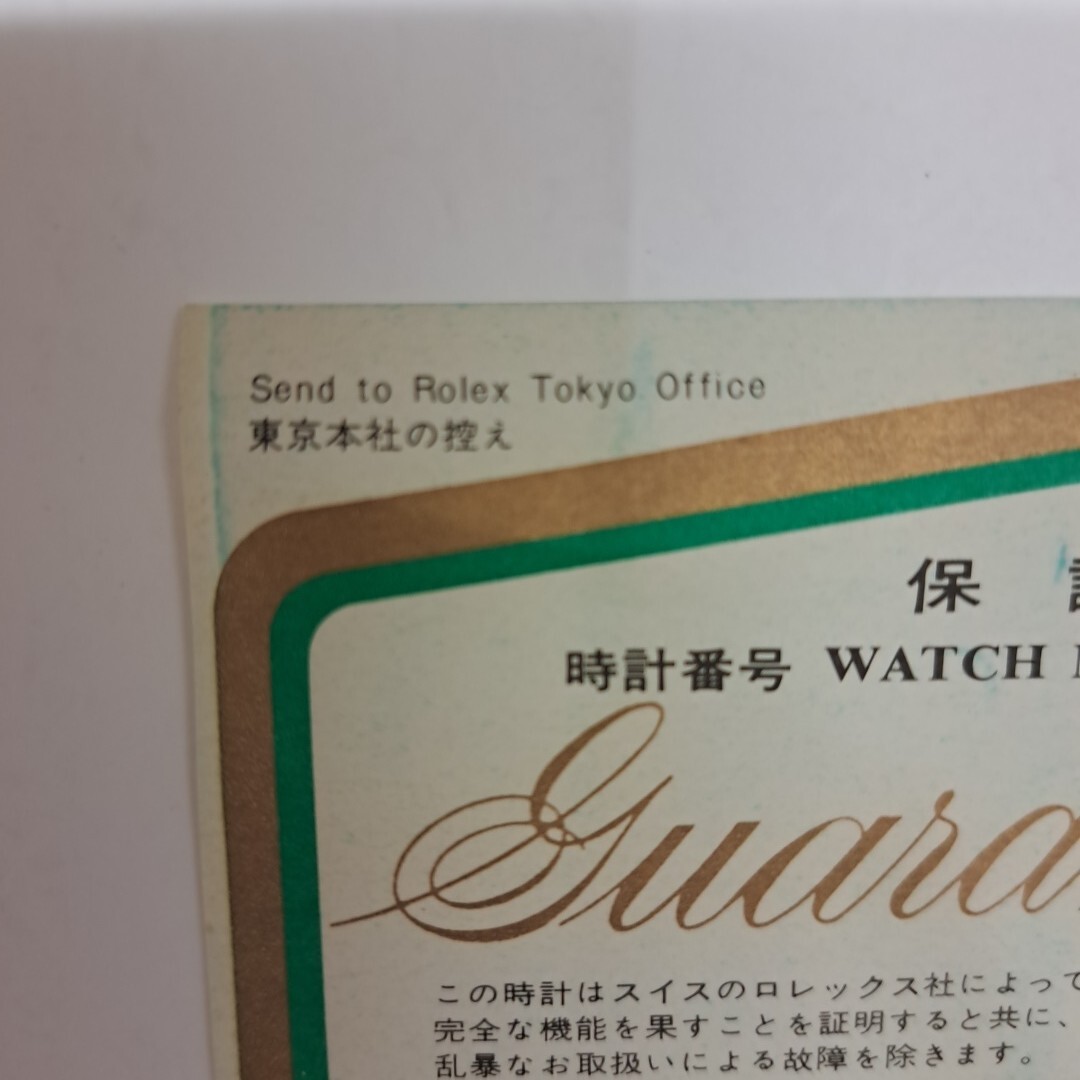 Send to Rolex Tokyo Office
東京本社の控え
保
時計番号 WATCH
Guara
この時計はスイスのロレックス社によって
完全な機能を果すことを証明すると共に、
乱暴なお取扱いによる故障を除きます。